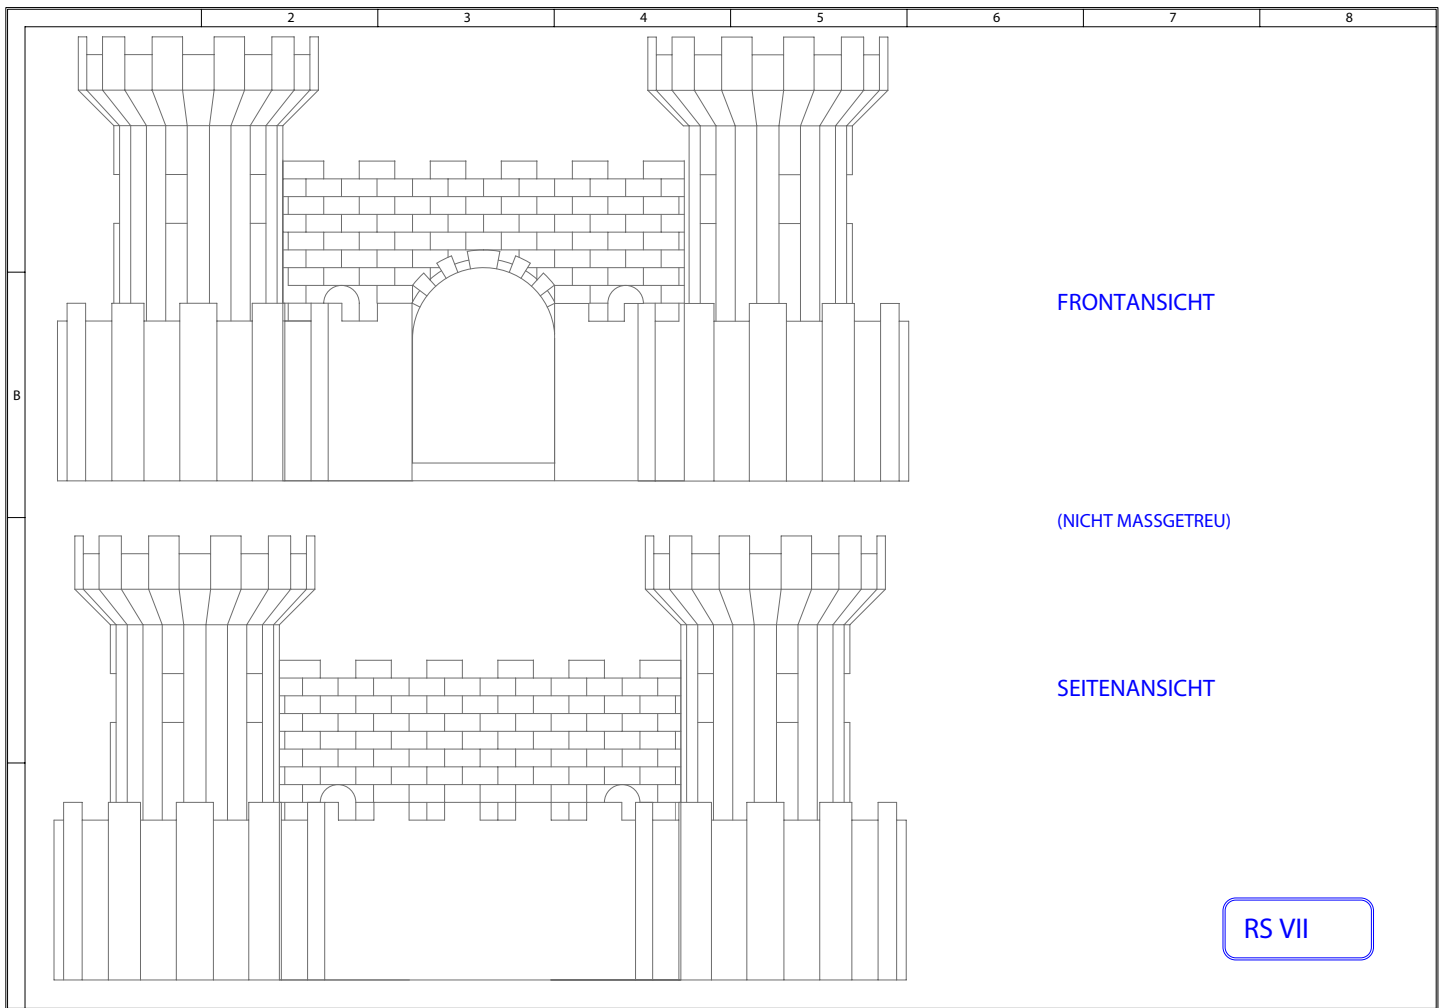 2 3 4 5 6 7 8
B
FRONTANSICHT
(NICHT MASSGETREU)
SEITENANSICHT
RS VII